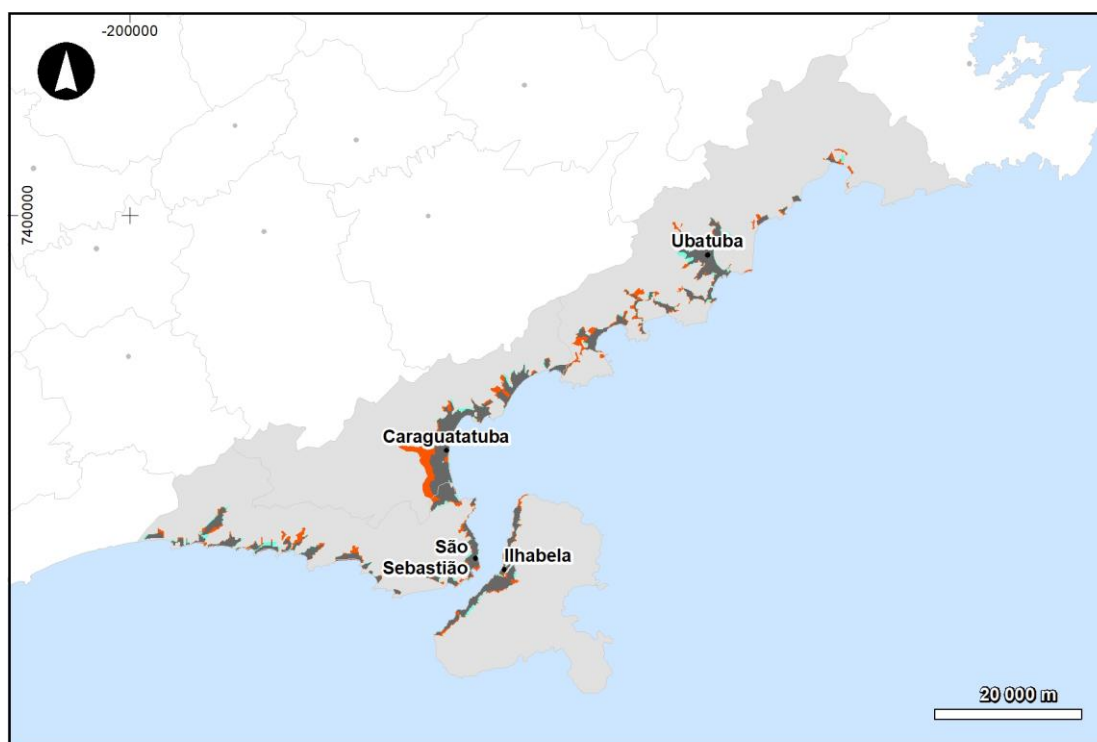 -200000
7400000
Ubatuba
Caraguatatuba
São
Sebastião
Ilhabela
20 000 m